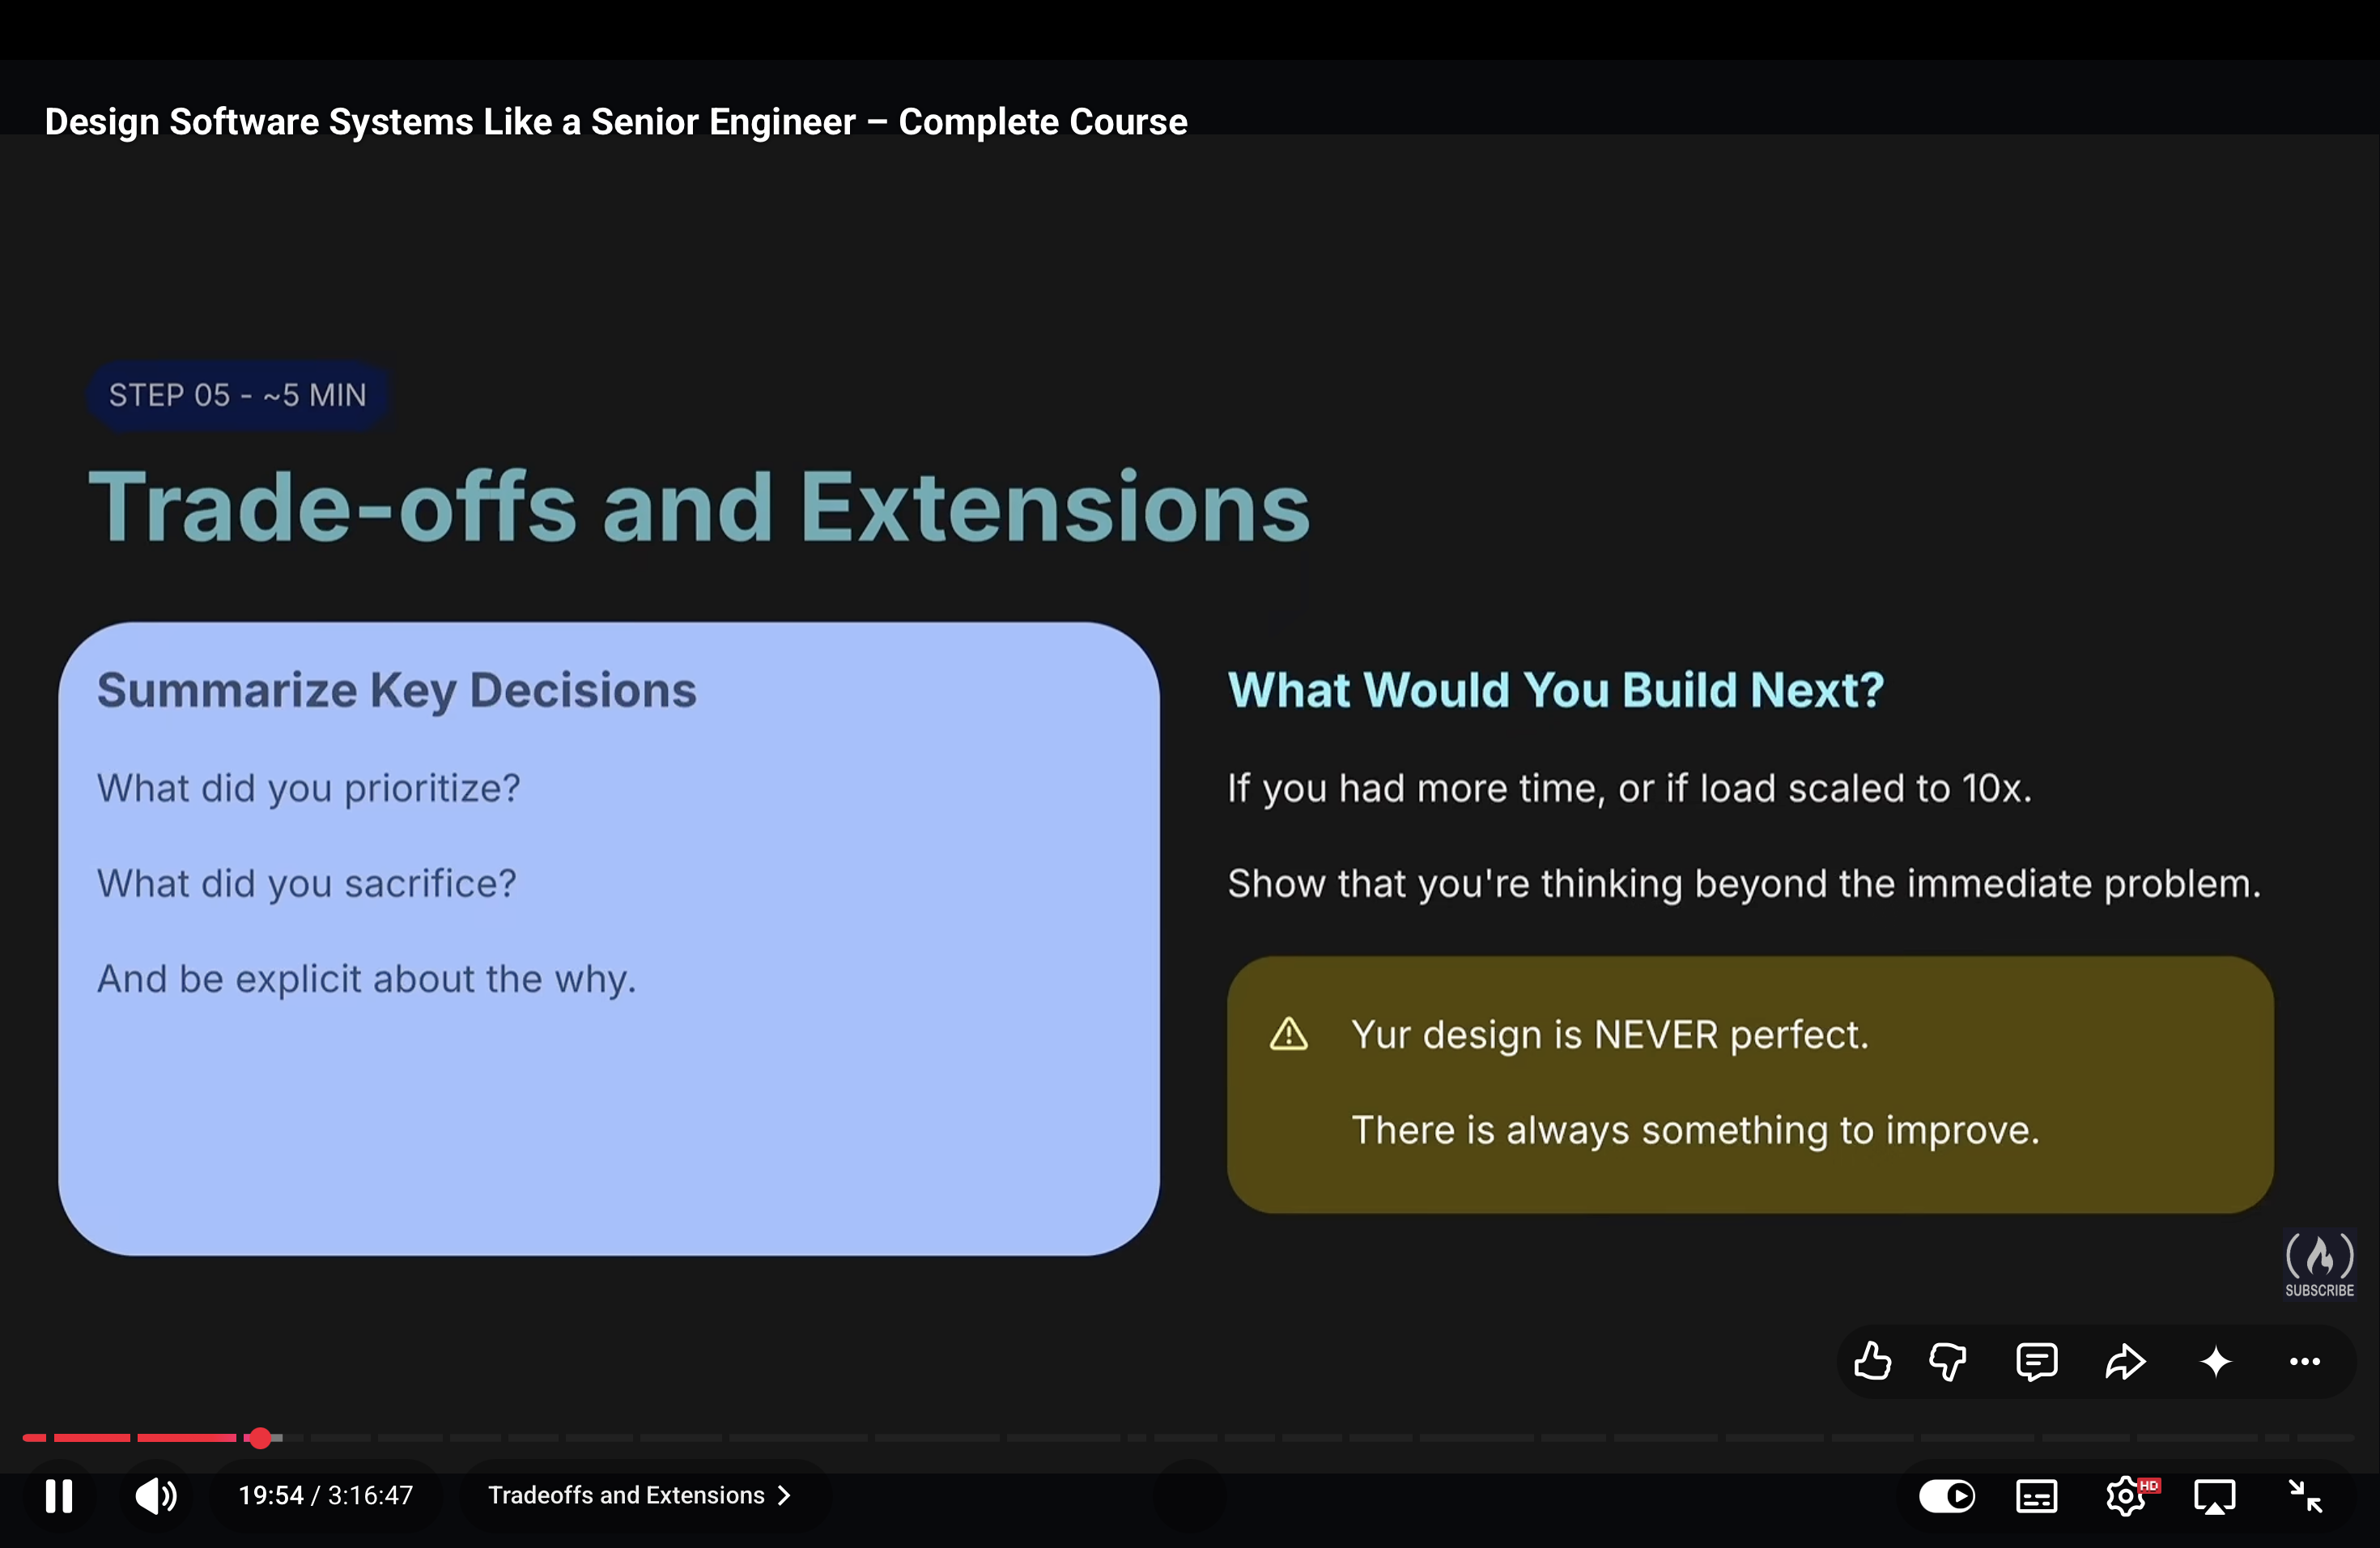 Design Software Systems Like a Senior Engineer – Complete Course
STEP 05 - ~5 MIN
Trade-offs and Extensions
Summarize Key Decisions
What did you prioritize?
What did you sacrifice?
And be explicit about the why.
What Would You Build Next?
If you had more time, or if load scaled to 10x.
Show that you're thinking beyond the immediate problem.
Yur design is NEVER perfect.
There is always something to improve.
SUBSCRIBE
19:54 / 3:16:47
Tradeoffs and Extensions
HD